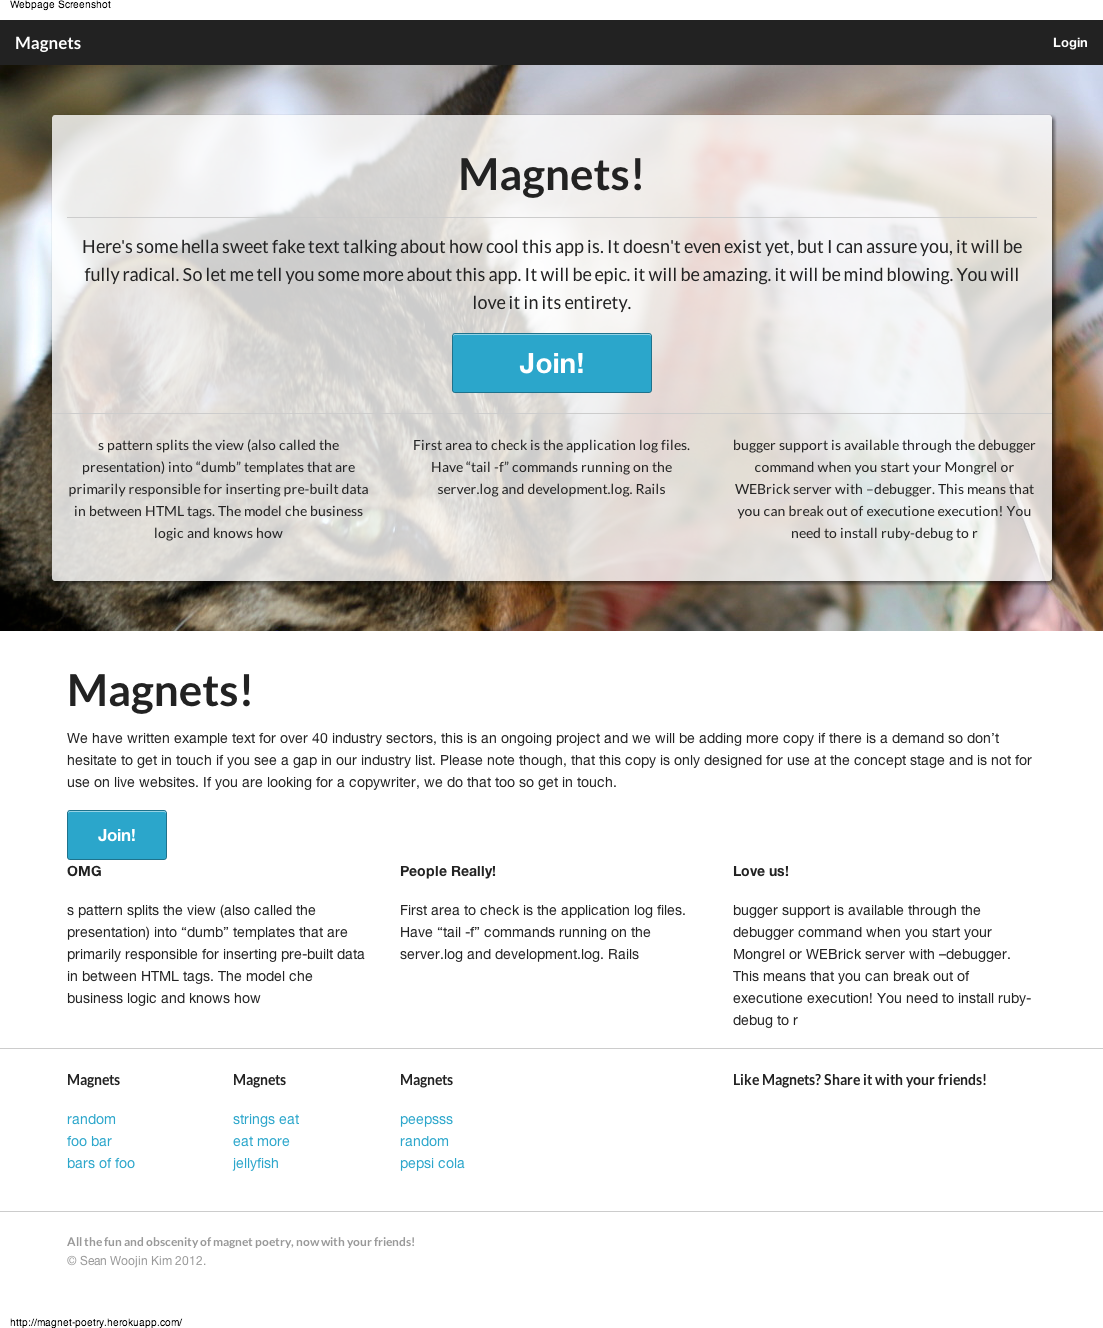 Webpage Screenshot
Magnets
Login
Magnets!
Here's some hella sweet fake text talking about how cool this app is. It doesn't even exist yet, but I can assure you, it will be
fully radical. So let me tell you some more about this app. It will be epic. it will be amazing. it will be mind blowing. You will
love it in its entirety.
Join!
s pattern splits the view (also called the
presentation) into “dumb” templates that are
primarily responsible for inserting pre-built data
in between HTML tags. The model che business
logic and knows how
First area to check is the application log files.
Have “tail -f” commands running on the
server.log and development.log. Rails
bugger support is available through the debugger
command when you start your Mongrel or
WEBrick server with –debugger. This means that
you can break out of executione execution! You
need to install ruby-debug to r
Magnets!
We have written example text for over 40 industry sectors, this is an ongoing project and we will be adding more copy if there is a demand so don’t
hesitate to get in touch if you see a gap in our industry list. Please note though, that this copy is only designed for use at the concept stage and is not for
use on live websites. If you are looking for a copywriter, we do that too so get in touch.
Join!
OMG
s pattern splits the view (also called the
presentation) into “dumb” templates that are
primarily responsible for inserting pre-built data
in between HTML tags. The model che
business logic and knows how
People Really!
First area to check is the application log files.
Have “tail -f” commands running on the
server.log and development.log. Rails
Love us!
bugger support is available through the
debugger command when you start your
Mongrel or WEBrick server with –debugger.
This means that you can break out of
executione execution! You need to install ruby-
debug to r
Magnets
random
foo bar
bars of foo
Magnets
strings eat
eat more
jellyfish
Magnets
peepsss
random
pepsi cola
Like Magnets? Share it with your friends!
All the fun and obscenity of magnet poetry, now with your friends!
© Sean Woojin Kim 2012.
http://magnet-poetry.herokuapp.com/